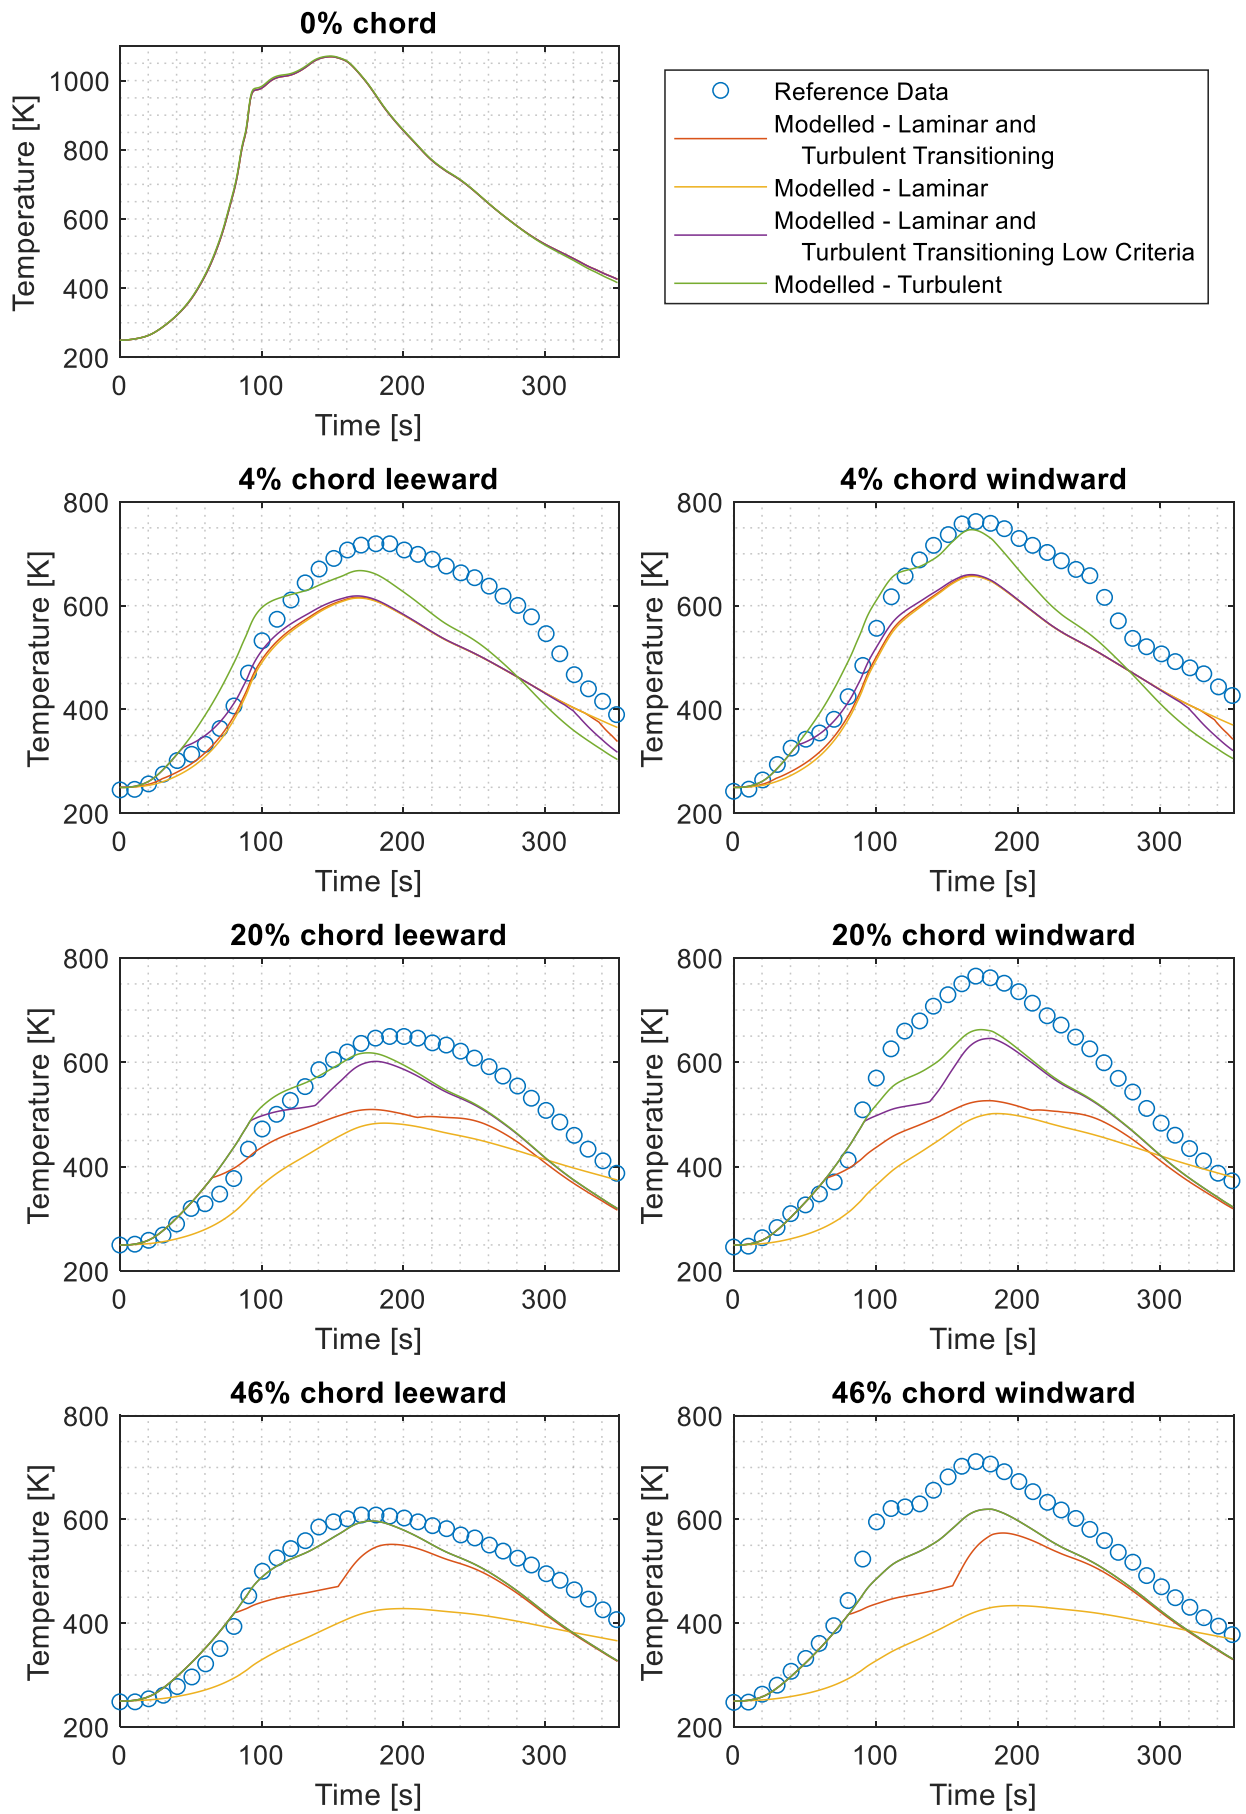 0% chord
1000
800
600
400
200
0
100
200
300
Temperature [K]
Time [s]
Reference Data
Modelled - Laminar and
Turbulent Transitioning
Modelled - Laminar
Modelled - Laminar and
Turbulent Transitioning Low Criteria
Modelled - Turbulent
4% chord leeward
800
600
400
200
0
100
200
300
Temperature [K]
Time [s]
4% chord windward
800
600
400
200
0
100
200
300
Temperature [K]
Time [s]
20% chord leeward
800
600
400
200
0
100
200
300
Temperature [K]
Time [s]
20% chord windward
800
600
400
200
0
100
200
300
Temperature [K]
Time [s]
46% chord leeward
800
600
400
200
0
100
200
300
Temperature [K]
Time [s]
46% chord windward
800
600
400
200
0
100
200
300
Temperature [K]
Time [s]